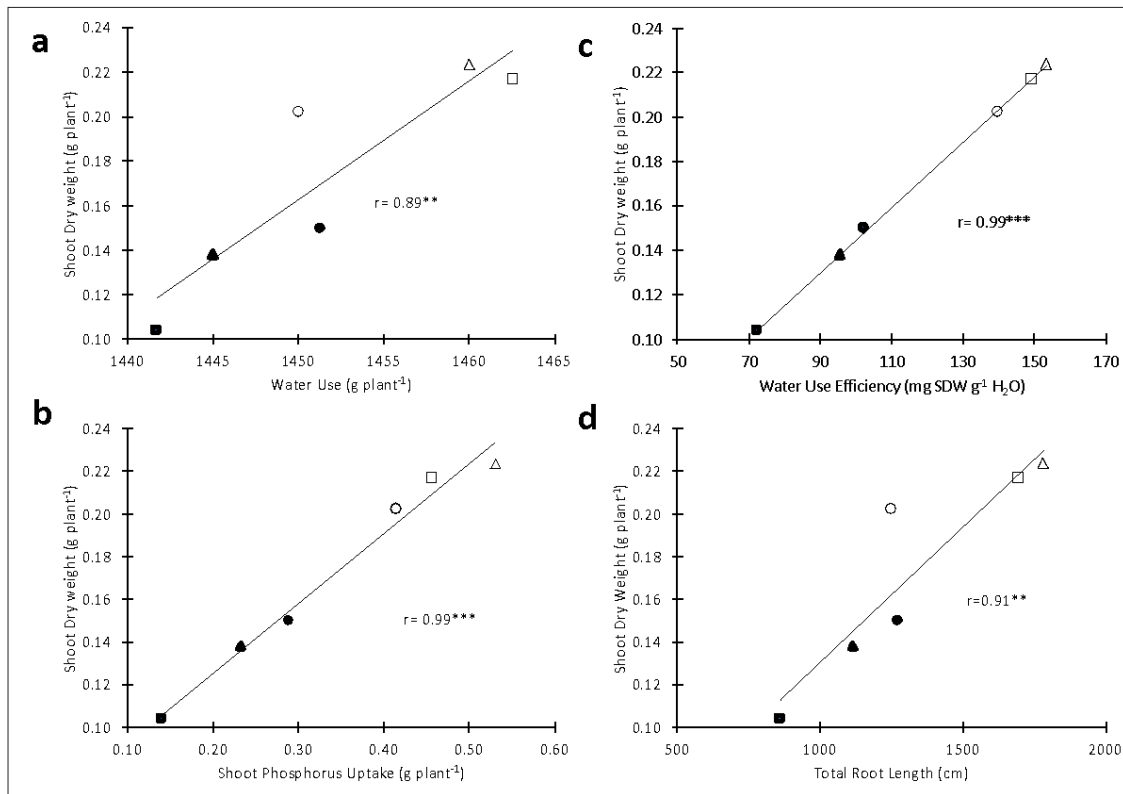 a
0.24
0.22
0.20
0.18
0.16
0.14
0.12
0.10
Shoot Dry weight (g plant⁻¹)
r= 0.89**
1440 1445 1450 1455 1460 1465
Water Use (g plant⁻¹)
c
0.24
0.22
0.20
0.18
0.16
0.14
0.12
0.10
Shoot Dry weight (g plant⁻¹)
r= 0.99***
50 70 90 110 130 150 170
Water Use Efficiency (mg SDW g⁻¹ H₂O)
b
0.24
0.22
0.20
0.18
0.16
0.14
0.12
0.10
Shoot Dry weight (g plant⁻¹)
r= 0.99***
0.10 0.20 0.30 0.40 0.50 0.60
Shoot Phosphorus Uptake (g plant⁻¹)
d
0.24
0.22
0.20
0.18
0.16
0.14
0.12
0.10
Shoot Dry Weight (g plant⁻¹)
r=0.91**
500 1000 1500 2000
Total Root Length (cm)